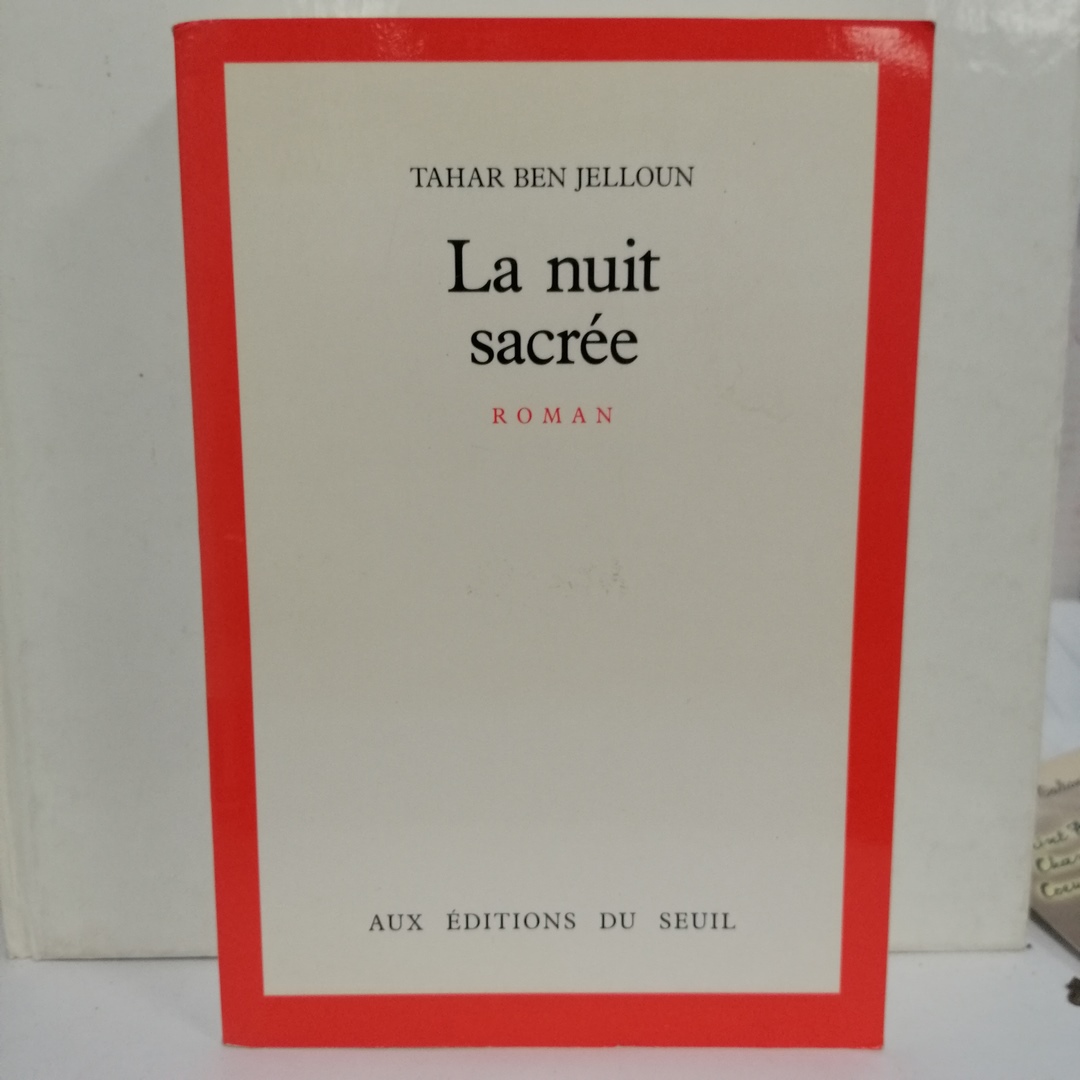 TAHAR BEN JELLOUN
La nuit
sacrée
ROMAN
AUX ÉDITIONS DU SEUIL